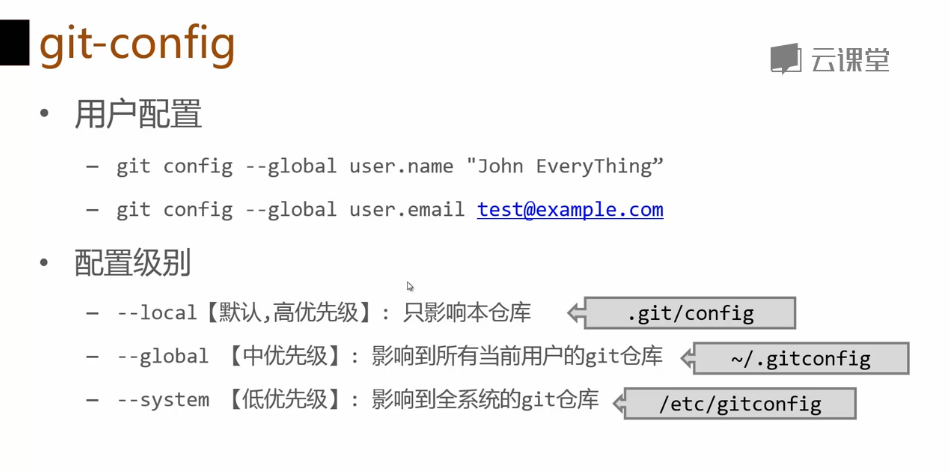 git-config
云课堂
• 用户配置
– git config --global user.name "John EveryThing”
– git config --global user.email test@example.com
• 配置级别
– --local【默认,高优先级】: 只影响本仓库 .git/config
– --global 【中优先级】: 影响到所有当前用户的git仓库 ~/.gitconfig
– --system 【低优先级】: 影响到全系统的git仓库 /etc/gitconfig